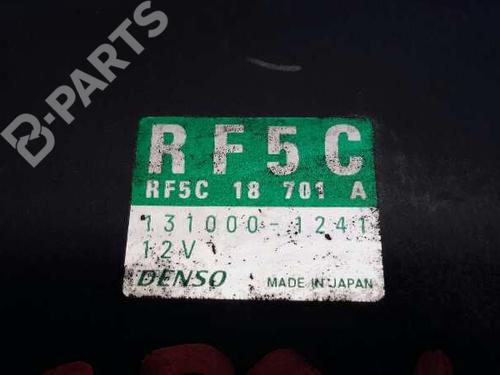 B-PARTS
RF5C
RF5C 18 701 A
131000-1241
12V
DENSO MADE IN JAPAN